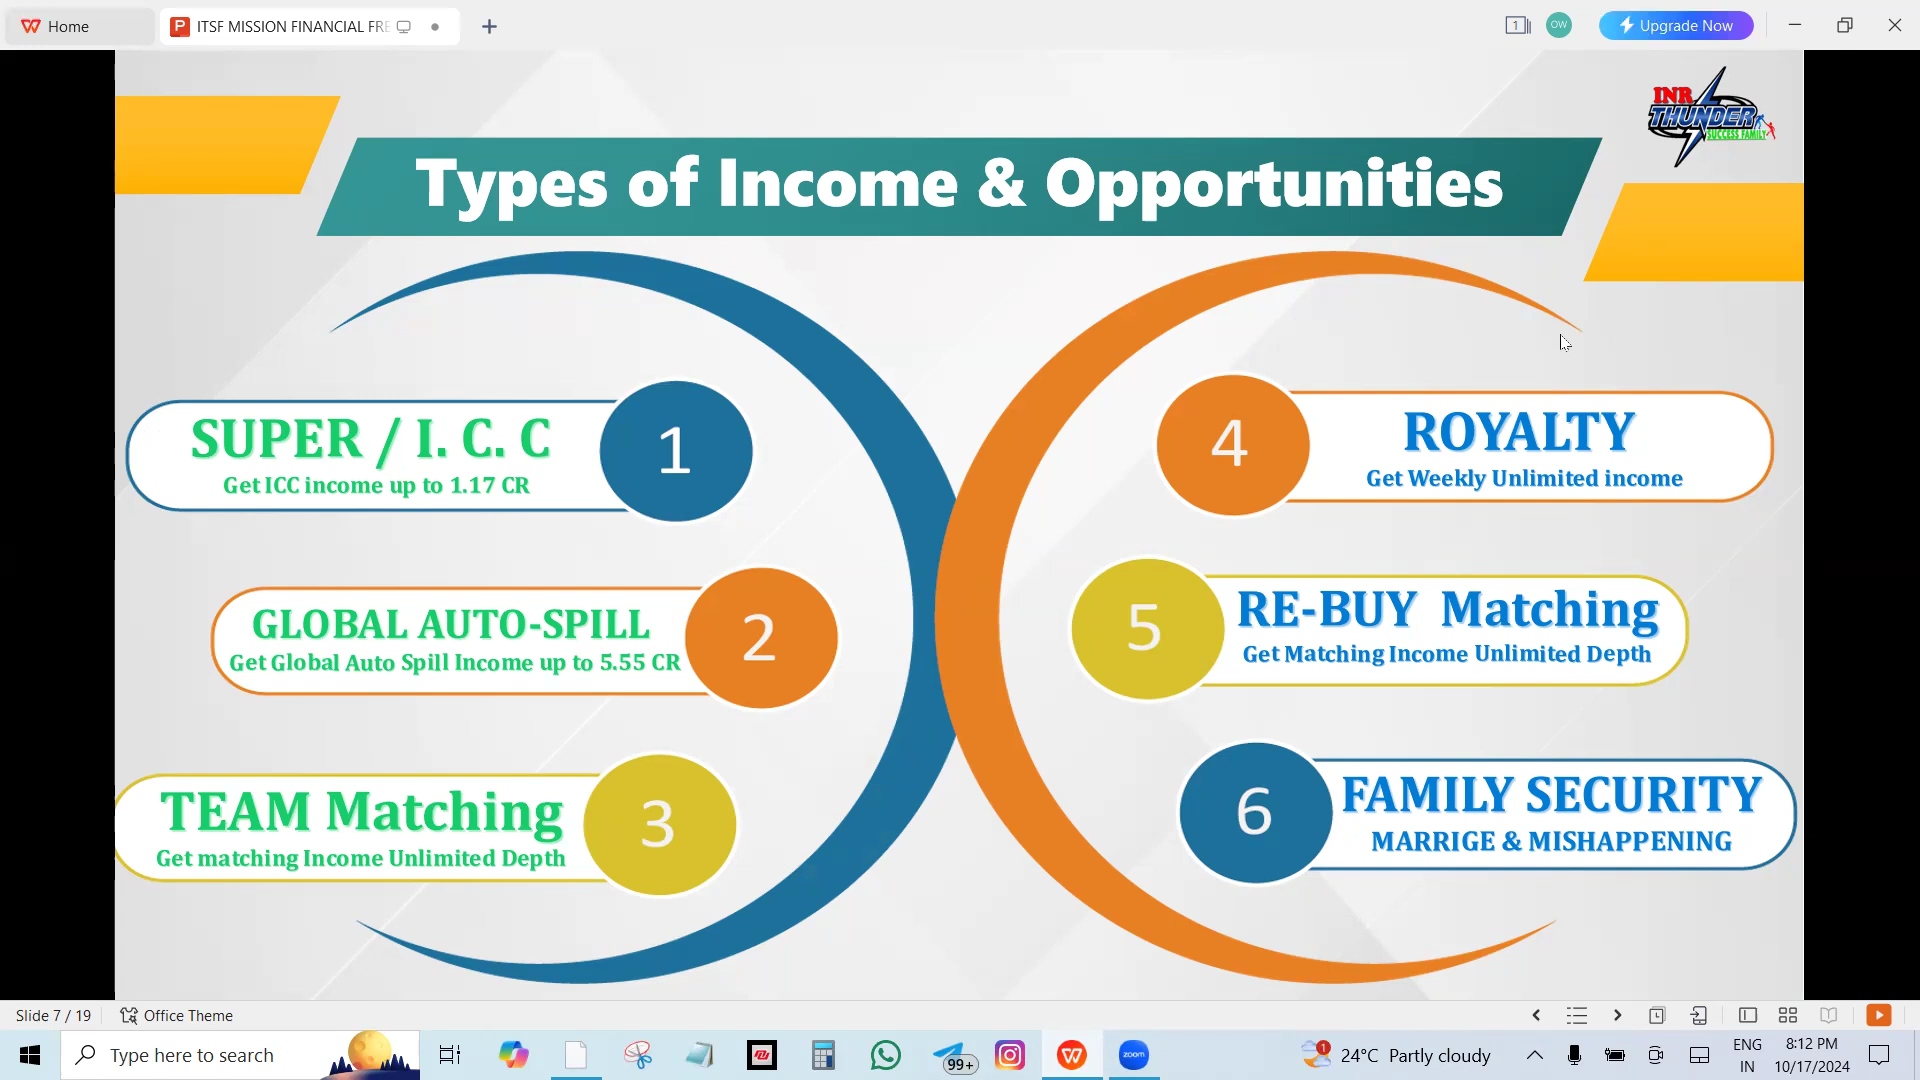 Home
ITSF MISSION FINANCIAL FRE
1
OW
Upgrade Now
INR
THUNDER
SUCCESS FAMILY
Types of Income & Opportunities
SUPER / I. C. C
Get ICC income up to 1.17 CR
1
GLOBAL AUTO-SPILL
Get Global Auto Spill Income up to 5.55 CR
2
TEAM Matching
Get matching Income Unlimited Depth
3
4
ROYALTY
Get Weekly Unlimited income
5
RE-BUY Matching
Get Matching Income Unlimited Depth
6
FAMILY SECURITY
MARRIGE & MISHAPPENING
Slide 7 / 19
Office Theme
Type here to search
99+
zoom
1
24°C Partly cloudy
ENG
IN
8:12 PM
10/17/2024